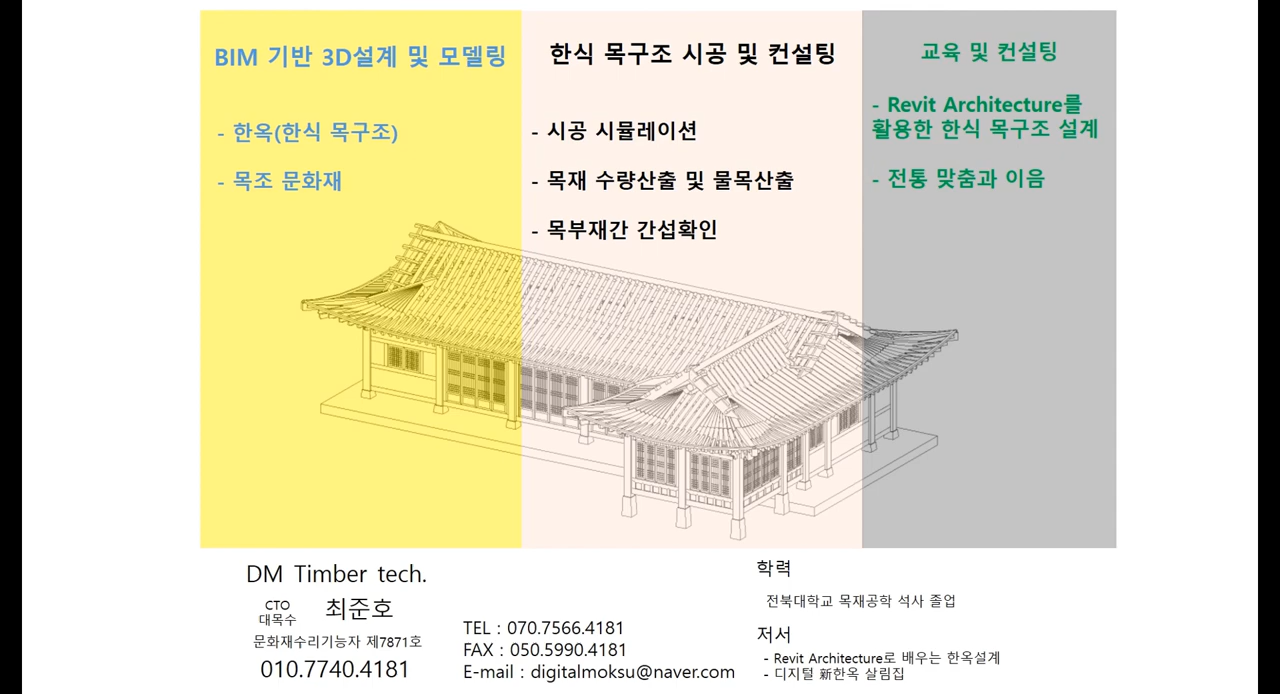 BIM 기반 3D설계 및 모델링
- 한옥(한식 목구조)
- 목조 문화재
한식 목구조 시공 및 컨설팅
- 시공 시뮬레이션
- 목재 수량산출 및 물목산출
- 목부재간 간섭확인
교육 및 컨설팅
- Revit Architecture를
활용한 한식 목구조 설계
- 전통 맞춤과 이음
DM Timber tech.
CTO
대목수
최준호
문화재수리기능자 제7871호
010.7740.4181
TEL : 070.7566.4181
FAX : 050.5990.4181
E-mail : digitalmoksu@naver.com
학력
전북대학교 목재공학 석사 졸업
저서
- Revit Architecture로 배우는 한옥설계
- 디지털 新한옥 살림집